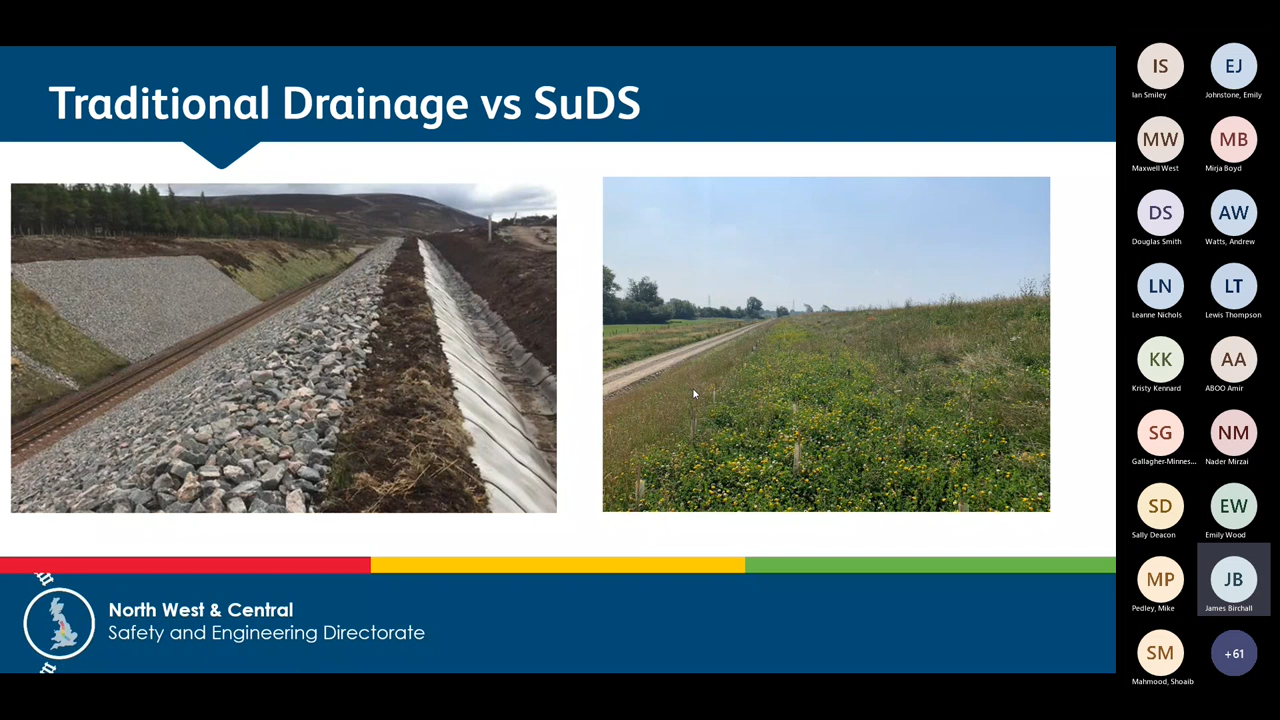 Traditional Drainage vs SuDS
North West & Central
Safety and Engineering Directorate
IS
Ian Smiley
EJ
Johnstone, Emily
MW
Maxwell West
MB
Mirja Boyd
DS
Douglas Smith
AW
Watts, Andrew
LN
Leanne Nichols
LT
Lewis Thompson
KK
Kristy Kennard
AA
ABOO Amir
SG
Gallagher-Minnes...
NM
Nader Mirzai
SD
Sally Deacon
EW
Emily Wood
MP
Pedley, Mike
JB
James Birchall
SM
Mahmood, Shoaib
+61